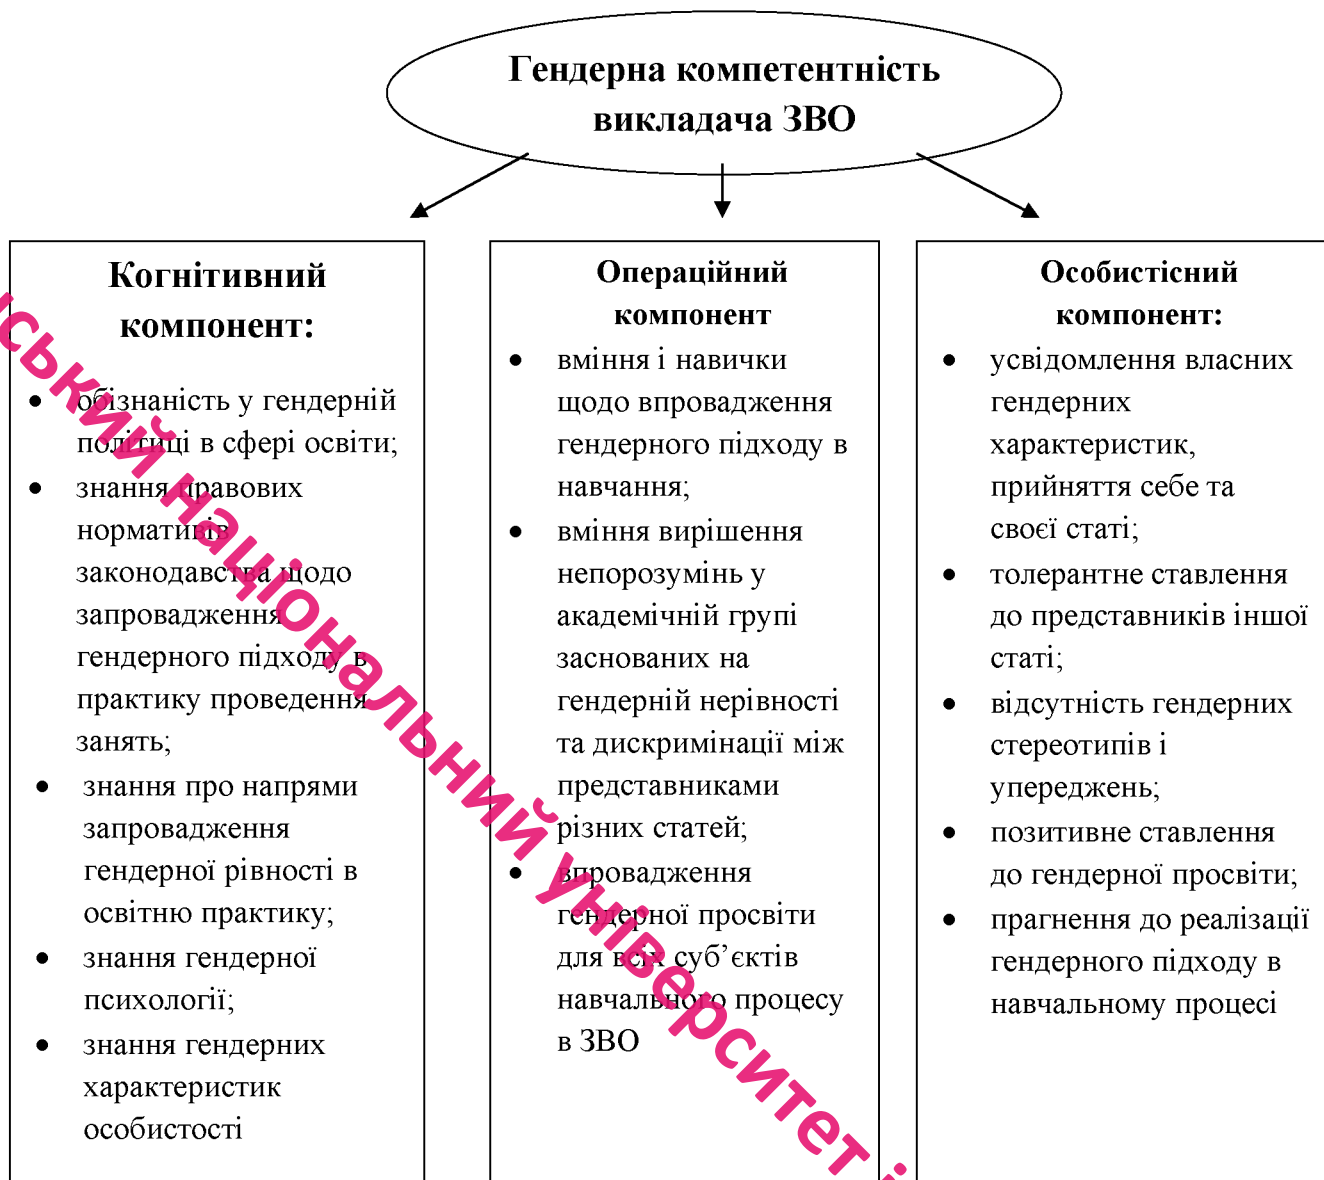 Гендерна компетентність
викладача ЗВО
Когнітивний
компонент:
• обізнаність у гендерній
політиці в сфері освіти;
• знання правових
нормативів
законодавства щодо
запровадження
гендерного підходу в
практику проведення
занять;
• знання про напрями
запровадження
гендерної рівності в
освітню практику;
• знання гендерної
психології;
• знання гендерних
характеристик
особистості
Операційний
компонент
• вміння і навички
щодо впровадження
гендерного підходу в
навчання;
• вміння вирішення
непорозумінь у
академічній групі
заснованих на
гендерній нерівності
та дискримінації між
представниками
різних статей;
• впровадження
гендерної просвіти
для всіх суб’єктів
навчального процесу
в ЗВО
Особистісний
компонент:
• усвідомлення власних
гендерних
характеристик,
прийняття себе та
своєї статі;
• толерантне ставлення
до представників іншої
статі;
• відсутність гендерних
стереотипів і
упереджень;
• позитивне ставлення
до гендерної просвіти;
• прагнення до реалізації
гендерного підходу в
навчальному процесі
національний університет